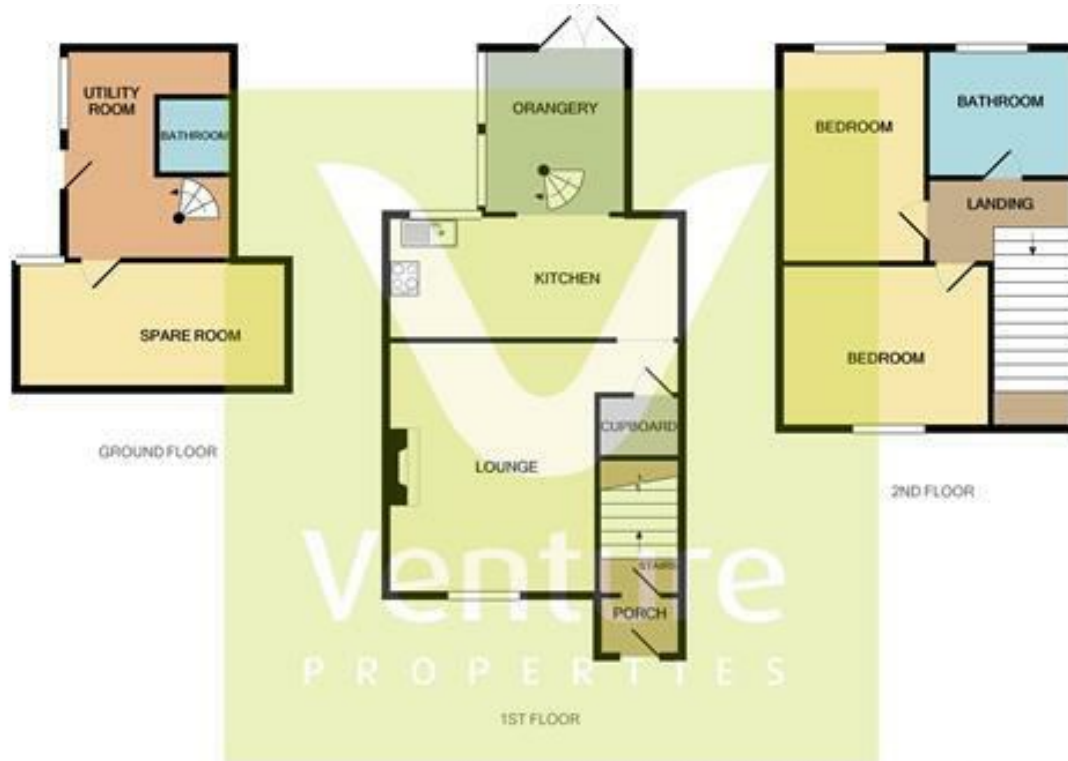 UTILITY
ROOM
BATHROOM
SPARE ROOM
GROUND FLOOR
ORANGERY
KITCHEN
CUPBOARD
LOUNGE
STAIRS
PORCH
1ST FLOOR
BEDROOM
BATHROOM
LANDING
BEDROOM
2ND FLOOR
Venture
PROPERTIES